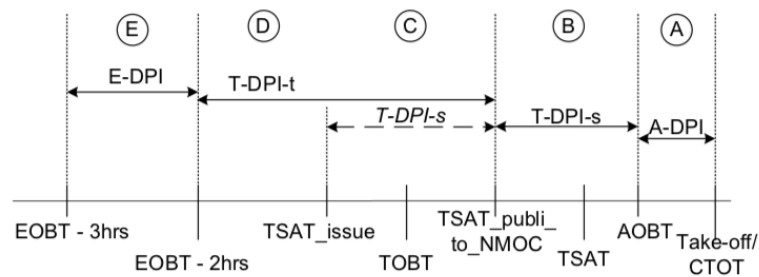 E
D
C
B
A
E-DPI
T-DPI-t
T-DPI-s
T-DPI-s
A-DPI
EOBT - 3hrs
EOBT - 2hrs
TSAT_issue
TOBT
TSAT_publi_
to_NMOC
TSAT
AOBT
Take-off/
CTOT